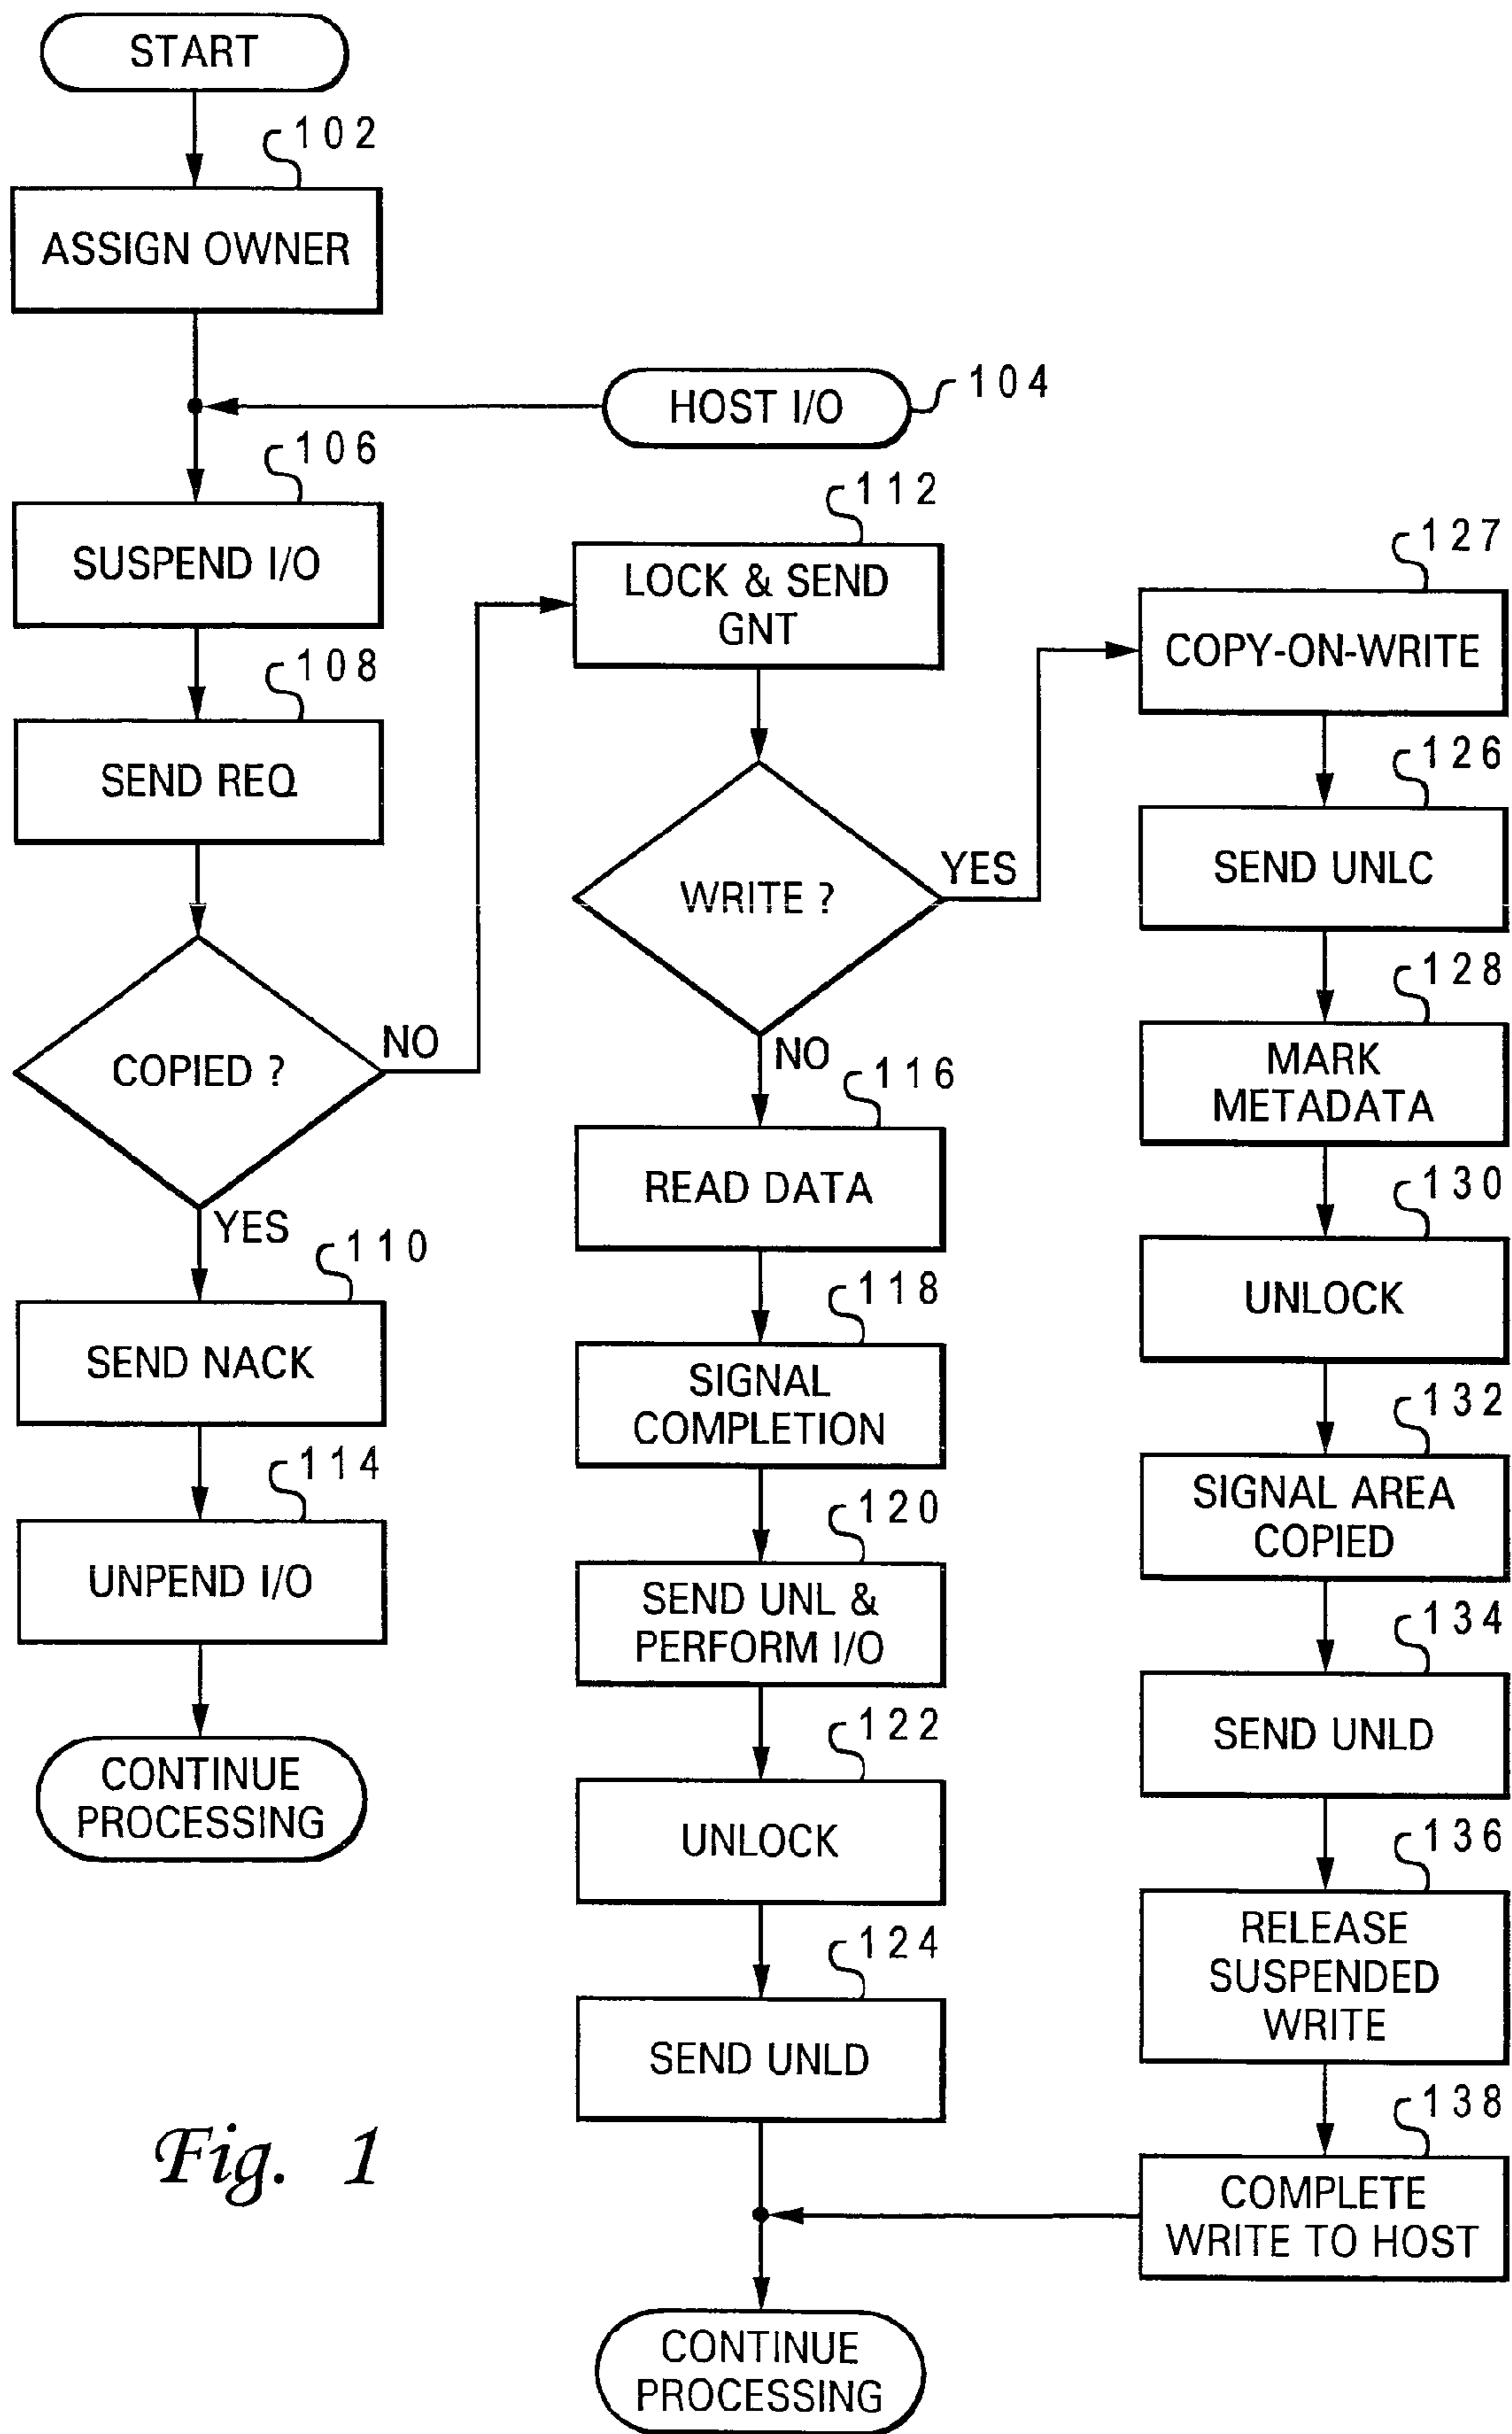 START
102
ASSIGN OWNER
HOST I/O
104
106
SUSPEND I/O
108
SEND REQ
COPIED ?
NO
YES
110
SEND NACK
114
UNPEND I/O
CONTINUE
PROCESSING
112
LOCK & SEND
GNT
WRITE ?
YES
NO
116
READ DATA
118
SIGNAL
COMPLETION
120
SEND UNL &
PERFORM I/O
122
UNLOCK
124
SEND UNLD
CONTINUE
PROCESSING
127
COPY-ON-WRITE
126
SEND UNLC
128
MARK
METADATA
130
UNLOCK
132
SIGNAL AREA
COPIED
134
SEND UNLD
136
RELEASE
SUSPENDED
WRITE
138
COMPLETE
WRITE TO HOST
Fig. 1